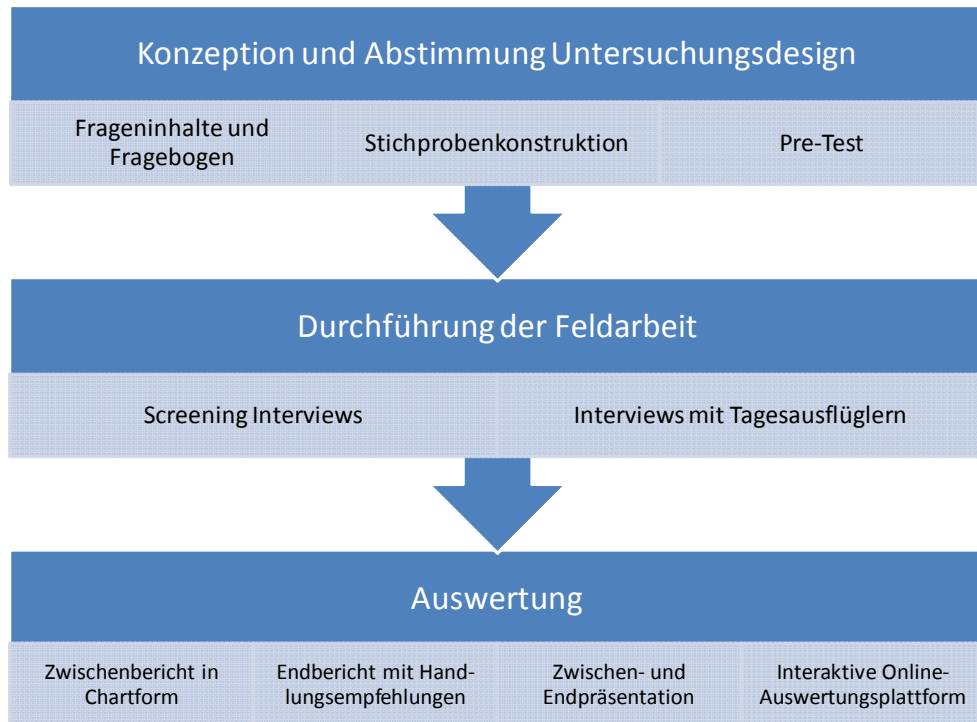 Konzeption und Abstimmung Untersuchungsdesign
Frageninhalte und
Fragebogen
Stichprobenkonstruktion
Pre-Test
Durchführung der Feldarbeit
Screening Interviews
Interviews mit Tagesausflüglern
Auswertung
Zwischenbericht in
Chartform
Endbericht mit Hand-
lungsempfehlungen
Zwischen- und
Endpräsentation
Interaktive Online-
Auswertungsplattform